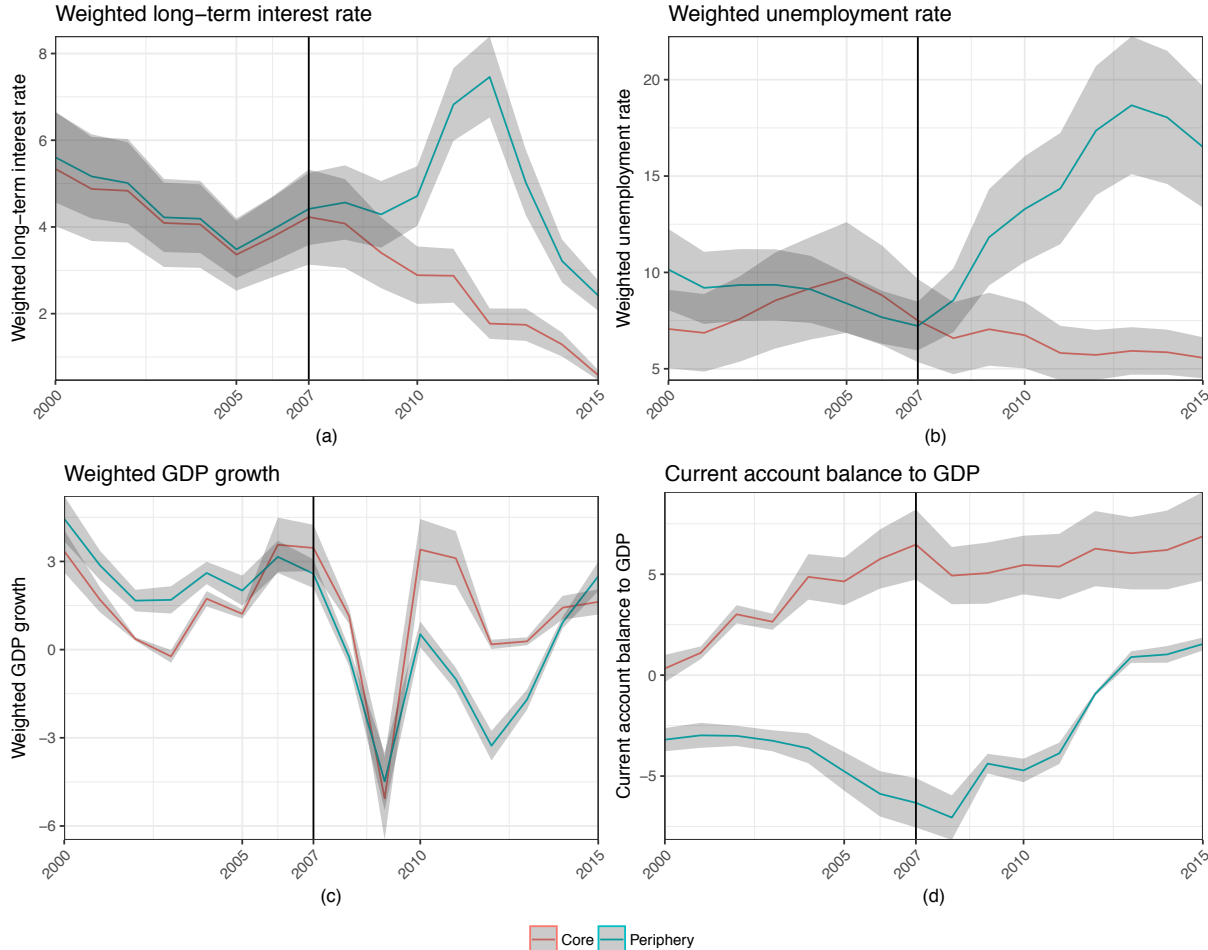 Weighted long−term interest rate
Weighted long−term interest rate
8
6
4
2
2000
2005
2007
2010
2015
(a)
Weighted unemployment rate
Weighted unemployment rate
20
15
10
5
2000
2005
2007
2010
2015
(b)
Weighted GDP growth
Weighted GDP growth
3
0
−3
−6
2000
2005
2007
2010
2015
(c)
Current account balance to GDP
Current account balance to GDP
5
0
−5
2000
2005
2007
2010
2015
(d)
Core Periphery